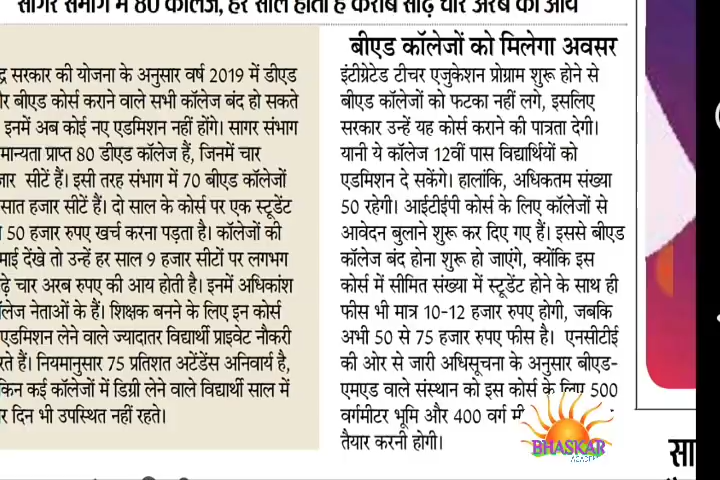 सागर संभाग में 80 कॉलेज, हर साल होती है करीब साढ़े चार अरब की आय
सरकार की योजना के अनुसार वर्ष 2019 में डीएड
बीएड कोर्स कराने वाले सभी कॉलेज बंद हो सकते
इनमें अब कोई नए एडमिशन नहीं होंगे। सागर संभाग
मान्यता प्राप्त 80 डीएड कॉलेज हैं, जिनमें चार
सीटें हैं। इसी तरह संभाग में 70 बीएड कॉलेजों
सात हजार सीटें हैं। दो साल के कोर्स पर एक स्टूडेंट
50 हजार रुपए खर्च करना पड़ता है। कॉलेजों की
देखें तो उन्हें हर साल 9 हजार सीटों पर लगभग
चार अरब रुपए की आय होती है। इनमें अधिकांश
नेताओं के हैं। शिक्षक बनने के लिए इन कोर्स
एडमिशन लेने वाले ज्यादातर विद्यार्थी प्राइवेट नौकरी
हैं। नियमानुसार 75 प्रतिशत अटेंडेंस अनिवार्य है,
कई कॉलेजों में डिग्री लेने वाले विद्यार्थी साल में
दिन भी उपस्थित नहीं रहते।
बीएड कॉलेजों को मिलेगा अवसर
इंटीग्रेटेड टीचर एजुकेशन प्रोग्राम शुरू होने से
बीएड कॉलेजों को फटका नहीं लगे, इसलिए
सरकार उन्हें यह कोर्स कराने की पात्रता देगी।
यानी ये कॉलेज 12वीं पास विद्यार्थियों को
एडमिशन दे सकेंगे। हालांकि, अधिकतम संख्या
50 रहेगी। आईटीईपी कोर्स के लिए कॉलेजों से
आवेदन बुलाने शुरू कर दिए गए हैं। इससे बीएड
कॉलेज बंद होना शुरू हो जाएंगे, क्योंकि इस
कोर्स में सीमित संख्या में स्टूडेंट होने के साथ ही
फीस भी मात्र 10-12 हजार रुपए होगी, जबकि
अभी 50 से 75 हजार रुपए फीस है। एनसीटीई
की ओर से जारी अधिसूचना के अनुसार बीएड-
एमएड वाले संस्थान को इस कोर्स के लिए 500
वर्गमीटर भूमि और 400 वर्ग
तैयार करनी होगी।
BHASKAR
ACADEMY
सा